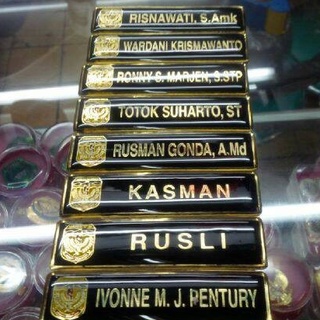 RISNAWATI, S.Amk
WARDANI KRISMAWANTO
RONNY S. MARJEN, S.STP
TOTOK SUHARTO, ST
RUSMAN GONDA, A.Md
KASMAN
RUSLI
IVONNE M. J. PENTURY